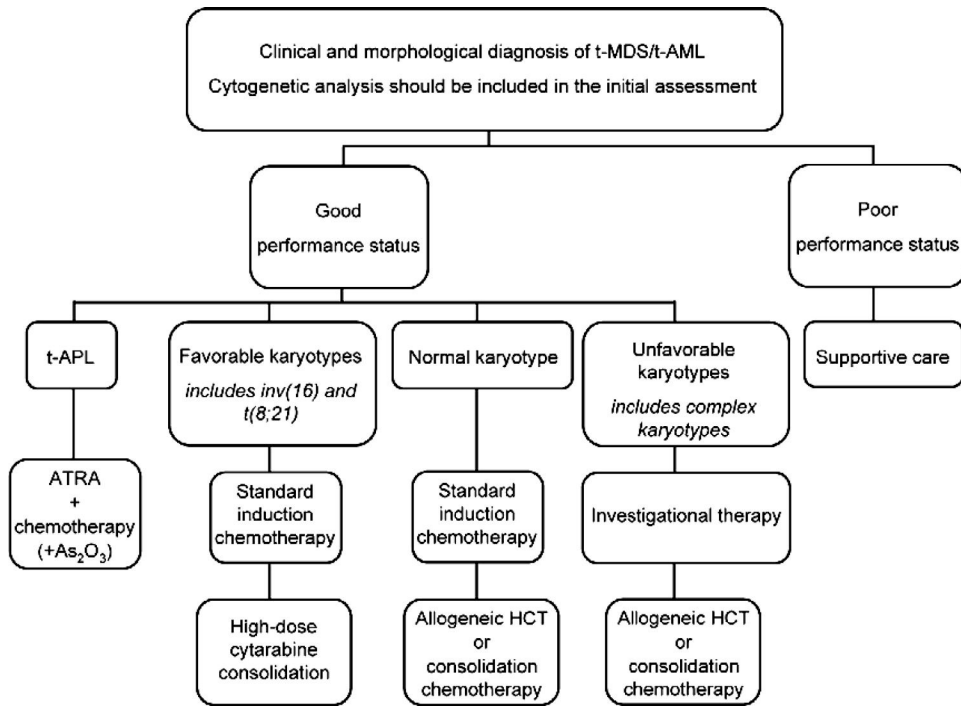 Clinical and morphological diagnosis of t-MDS/t-AML
Cytogenetic analysis should be included in the initial assessment
Good
performance status
Poor
performance status
t-APL
Favorable karyotypes
includes inv(16) and
t(8;21)
Normal karyotype
Unfavorable
karyotypes
includes complex
karyotypes
Supportive care
ATRA
+
chemotherapy
(+As₂O₃)
Standard
induction
chemotherapy
Standard
induction
chemotherapy
Investigational therapy
High-dose
cytarabine
consolidation
Allogeneic HCT
or
consolidation
chemotherapy
Allogeneic HCT
or
consolidation
chemotherapy